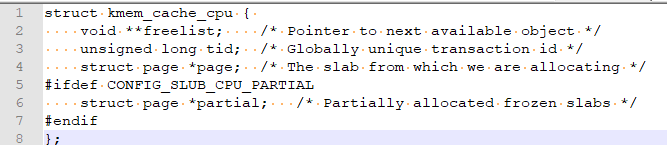 1 struct kmem_cache_cpu {
2     void **freelist;    /* Pointer to next available object */
3     unsigned long tid;  /* Globally unique transaction id */
4     struct page *page;  /* The slab from which we are allocating */
5 #ifdef CONFIG_SLUB_CPU_PARTIAL
6     struct page *partial;   /* Partially allocated frozen slabs */
7 #endif
8 };